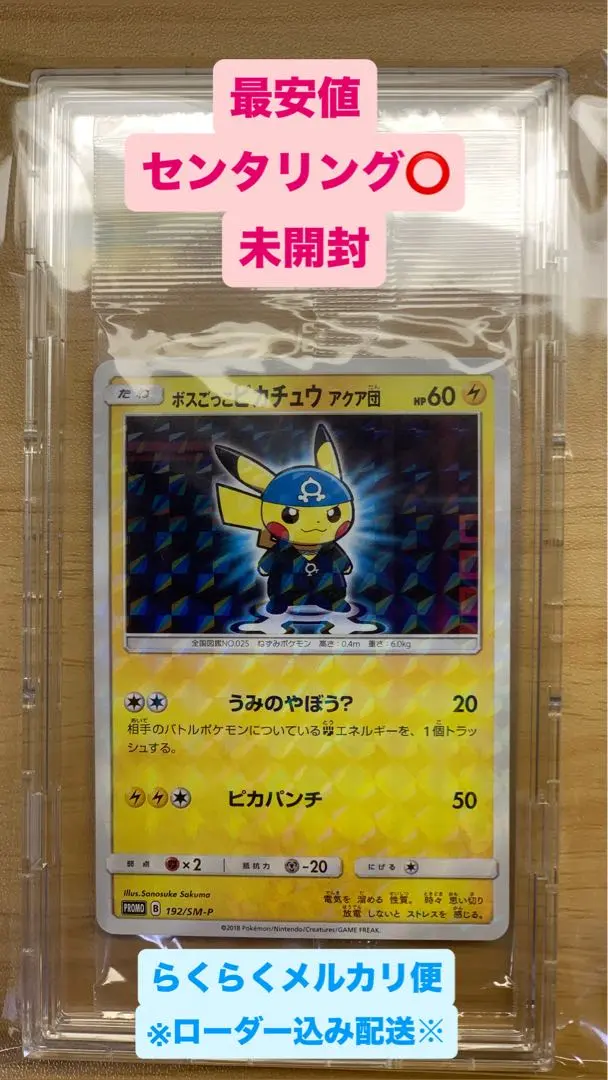 最安値
センタリング⭕
未開封
たね ボスごっこピカチュウ アクア団 HP60
全国図鑑NO.025 ねずみポケモン 高さ:0.4m 重さ:6.0kg
うみのやぼう? 20
相手のバトルポケモンについているエネルギーを、1個トラッ
シュする。
ピカパンチ 50
弱点 ×2 抵抗力 -20 にげる
Illus.Sanosuke Sakuma
PROMO B 192/SM-P
電気を 溜める 性質。 時々 思い切り
放電 しないと ストレスを 感じる。
©2018 Pokémon/Nintendo/Creatures/GAME FREAK.
らくらくメルカリ便
※ローダー込み配送※